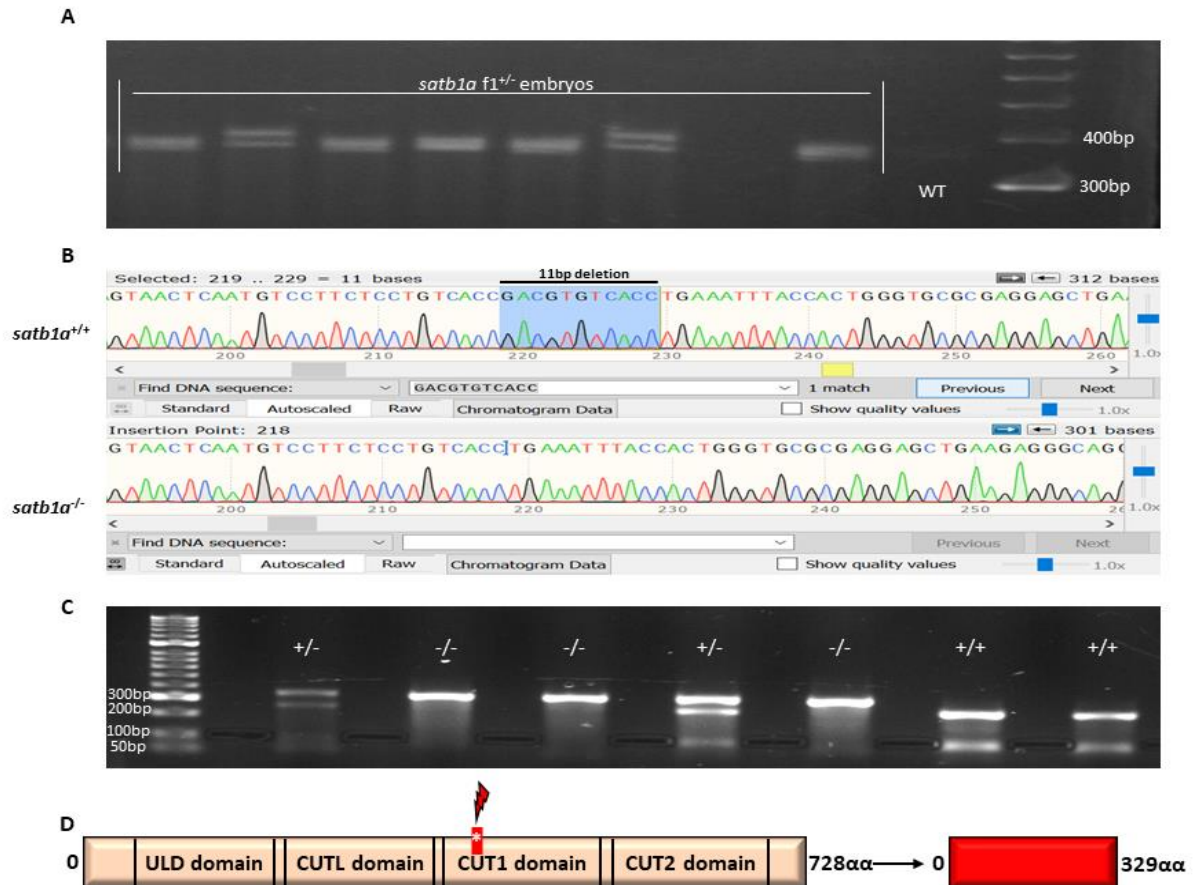 A
satb1a f1+/- embryos
400bp
300bp
WT
B
11bp deletion
Selected: 219 .. 229 = 11 bases
312 bases
GTAACTCAATGTCCTTCTCCTGTCACCGACGTGTCACCTGAAATTTACCACTGGGTGCGCGAGGAGCTGA
satb1a+/+
200 210 220 230 240 250 260
1.0x
Find DNA sequence: GACGTGTCACC 1 match Previous Next
Standard Autoscaled Raw Chromatogram Data Show quality values 1.0x
Insertion Point: 218
301 bases
GTAACTCAATGTCCTTCTCCTGTCACCTGAAATTTACCACTGGGTGCGCGAGGAGCTGAAGAGGGCAG
satb1a-/-
200 210 220 230 240 250
1.0x
Find DNA sequence: Previous Next
Standard Autoscaled Raw Chromatogram Data Show quality values 1.0x
C
+/- -/- -/- +/- -/- +/+ +/+
300bp
200bp
100bp
50bp
D
*
0 ULD domain CUTL domain CUT1 domain CUT2 domain 728αα 0 329αα